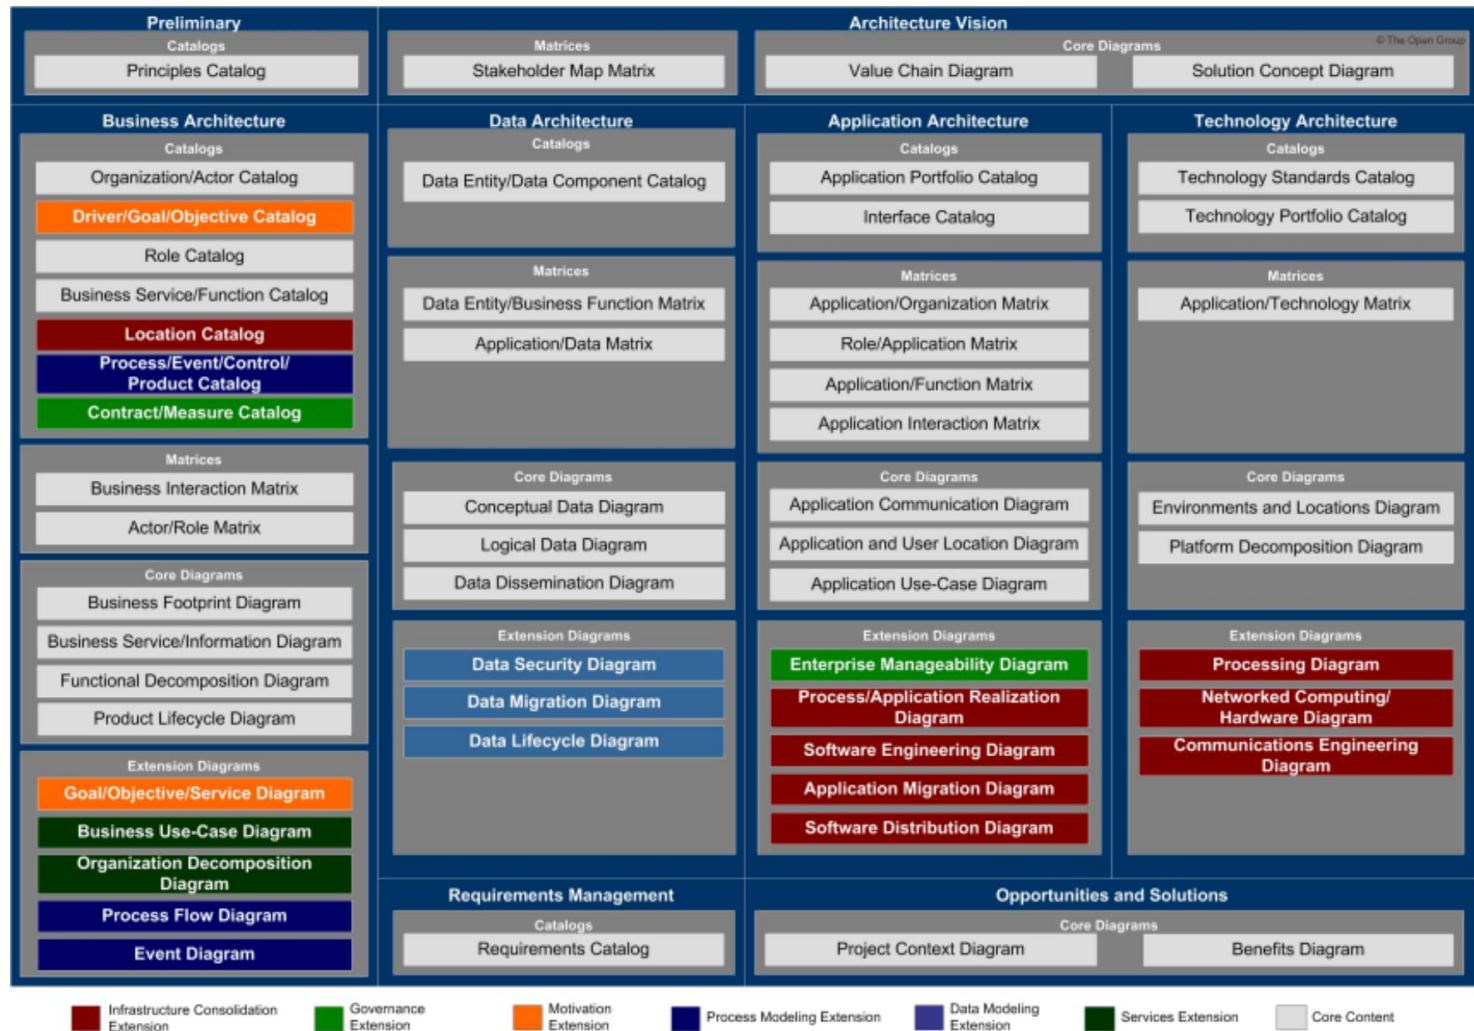 Preliminary
Catalogs
Principles Catalog
Architecture Vision
© The Open Group
Matrices
Stakeholder Map Matrix
Core Diagrams
Value Chain Diagram
Solution Concept Diagram
Business Architecture
Catalogs
Organization/Actor Catalog
Driver/Goal/Objective Catalog
Role Catalog
Business Service/Function Catalog
Location Catalog
Process/Event/Control/
Product Catalog
Contract/Measure Catalog
Matrices
Business Interaction Matrix
Actor/Role Matrix
Core Diagrams
Business Footprint Diagram
Business Service/Information Diagram
Functional Decomposition Diagram
Product Lifecycle Diagram
Extension Diagrams
Goal/Objective/Service Diagram
Business Use-Case Diagram
Organization Decomposition
Diagram
Process Flow Diagram
Event Diagram
Data Architecture
Catalogs
Data Entity/Data Component Catalog
Matrices
Data Entity/Business Function Matrix
Application/Data Matrix
Core Diagrams
Conceptual Data Diagram
Logical Data Diagram
Data Dissemination Diagram
Extension Diagrams
Data Security Diagram
Data Migration Diagram
Data Lifecycle Diagram
Application Architecture
Catalogs
Application Portfolio Catalog
Interface Catalog
Matrices
Application/Organization Matrix
Role/Application Matrix
Application/Function Matrix
Application Interaction Matrix
Core Diagrams
Application Communication Diagram
Application and User Location Diagram
Application Use-Case Diagram
Extension Diagrams
Enterprise Manageability Diagram
Process/Application Realization
Diagram
Software Engineering Diagram
Application Migration Diagram
Software Distribution Diagram
Technology Architecture
Catalogs
Technology Standards Catalog
Technology Portfolio Catalog
Matrices
Application/Technology Matrix
Core Diagrams
Environments and Locations Diagram
Platform Decomposition Diagram
Extension Diagrams
Processing Diagram
Networked Computing/
Hardware Diagram
Communications Engineering
Diagram
Requirements Management
Catalogs
Requirements Catalog
Opportunities and Solutions
Core Diagrams
Project Context Diagram
Benefits Diagram
Infrastructure Consolidation
Extension
Governance
Extension
Motivation
Extension
Process Modeling Extension
Data Modeling
Extension
Services Extension
Core Content